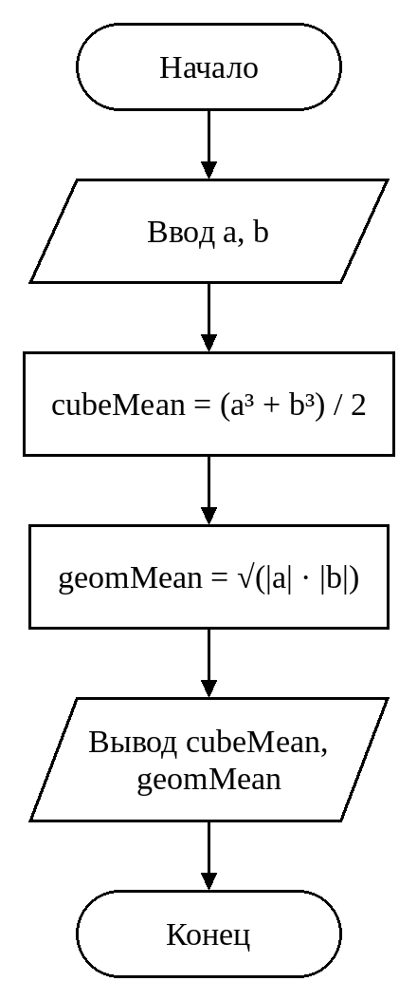 Начало
Ввод a, b
cubeMean = (a³ + b³) / 2
geomMean = √(|a| · |b|)
Вывод cubeMean,
geomMean
Конец